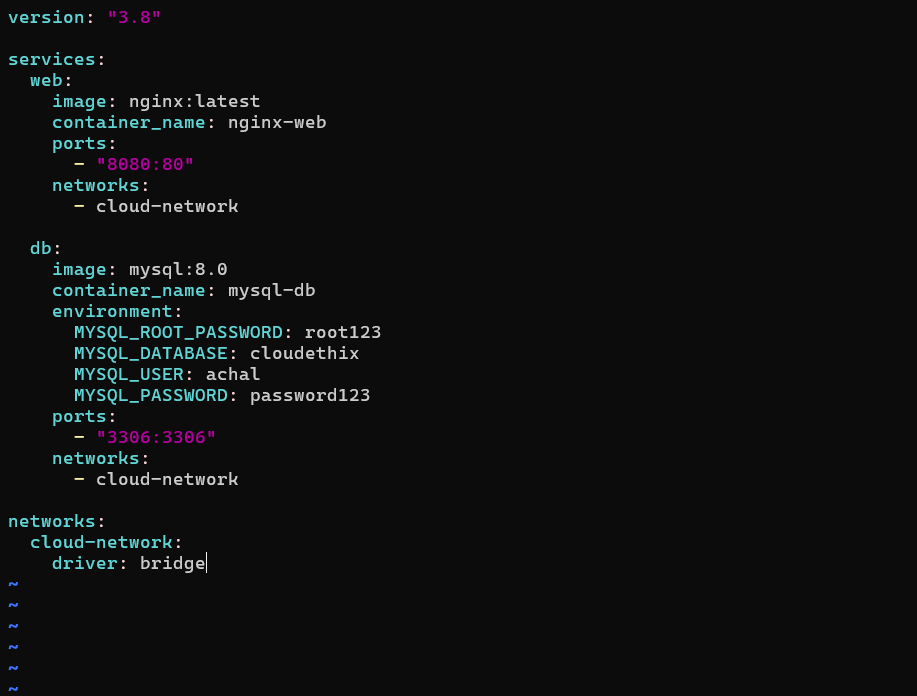 version: "3.8"

services:
  web:
    image: nginx:latest
    container_name: nginx-web
    ports:
      - "8080:80"
    networks:
      - cloud-network

  db:
    image: mysql:8.0
    container_name: mysql-db
    environment:
      MYSQL_ROOT_PASSWORD: root123
      MYSQL_DATABASE: cloudethix
      MYSQL_USER: achal
      MYSQL_PASSWORD: password123
    ports:
      - "3306:3306"
    networks:
      - cloud-network

networks:
  cloud-network:
    driver: bridge
~
~
~
~
~
~